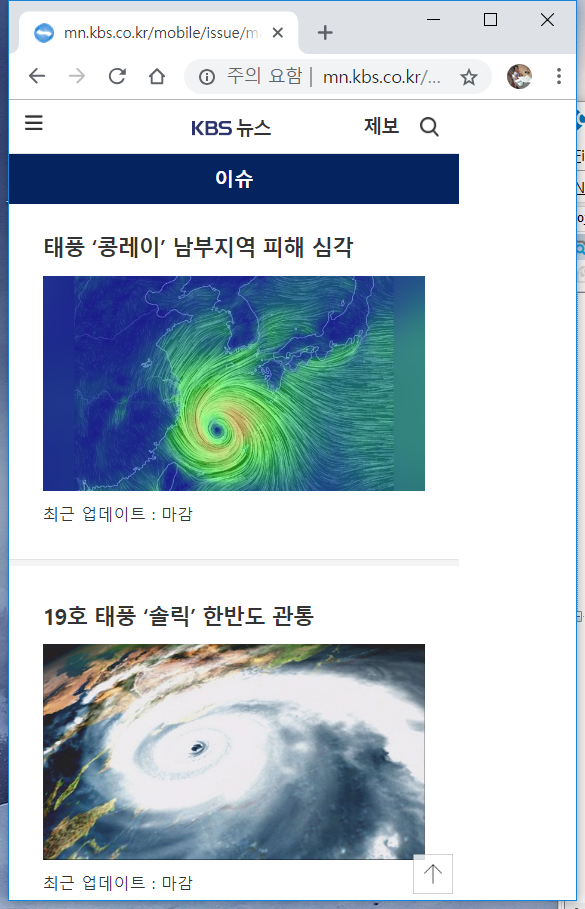 mn.kbs.co.kr/mobile/issue/m
주의 요함 | mn.kbs.co.kr/...
KBS 뉴스
제보
이슈
태풍 ‘콩레이’ 남부지역 피해 심각
최근 업데이트 : 마감
19호 태풍 ‘솔릭’ 한반도 관통
최근 업데이트 : 마감